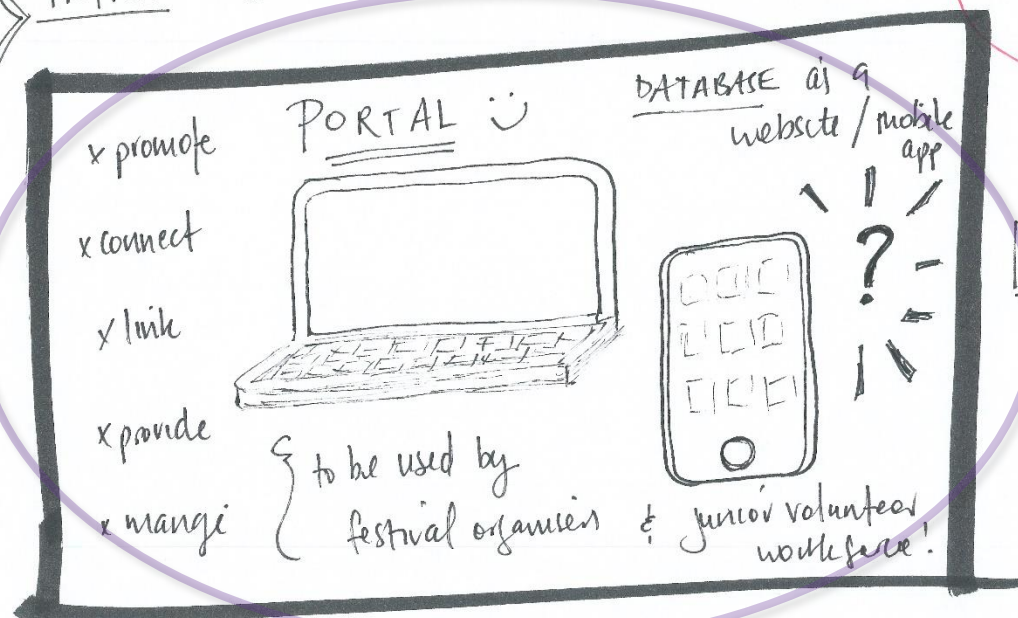 PORTAL
DATABASE as a
website / mobile
app
x promote
x connect
x link
x provide
x mange
?
to be used by
festival organisers & junior volunteer
workforce!